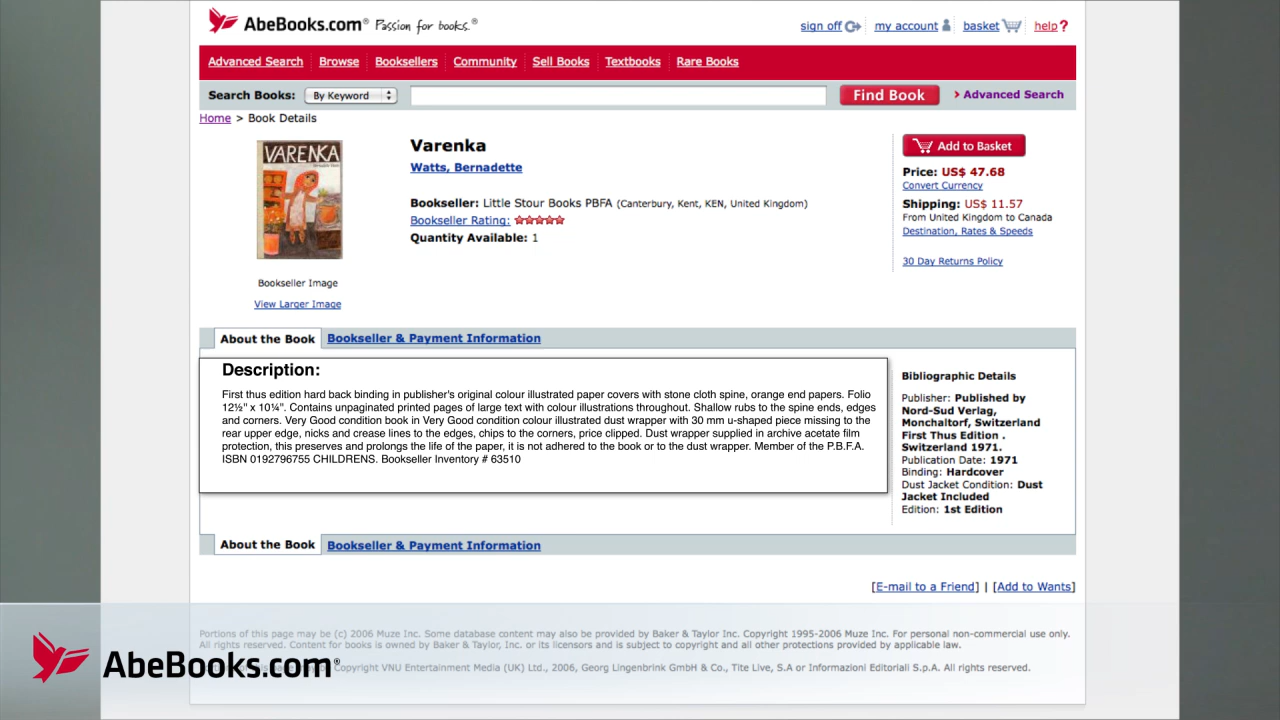 AbeBooks.com® Passion for books.®
sign off
my account
basket
help?
Advanced Search Browse Booksellers Community Sell Books Textbooks Rare Books
Search Books: By Keyword Find Book > Advanced Search
Home > Book Details
VARENKA
Bookseller Image
View Larger Image
Varenka
Watts, Bernadette
Bookseller: Little Stour Books PBFA (Canterbury, Kent, KEN, United Kingdom)
Bookseller Rating:
Quantity Available: 1
Add to Basket
Price: US$ 47.68
Convert Currency
Shipping: US$ 11.57
From United Kingdom to Canada
Destination, Rates & Speeds
30 Day Returns Policy
About the Book Bookseller & Payment Information
Description:
First thus edition hard back binding in publisher's original colour illustrated paper covers with stone cloth spine, orange end papers. Folio
12½" x 10¼". Contains unpaginated printed pages of large text with colour illustrations throughout. Shallow rubs to the spine ends, edges
and corners. Very Good condition book in Very Good condition colour illustrated dust wrapper with 30 mm u-shaped piece missing to the
rear upper edge, nicks and crease lines to the edges, chips to the corners, price clipped. Dust wrapper supplied in archive acetate film
protection, this preserves and prolongs the life of the paper, it is not adhered to the book or to the dust wrapper. Member of the P.B.F.A.
ISBN 0192796755 CHILDRENS. Bookseller Inventory # 63510
Bibliographic Details
Publisher: Published by
Nord-Sud Verlag,
Monchaltorf, Switzerland
First Thus Edition .
Switzerland 1971.
Publication Date: 1971
Binding: Hardcover
Dust Jacket Condition: Dust
Jacket Included
Edition: 1st Edition
About the Book Bookseller & Payment Information
[E-mail to a Friend] | [Add to Wants]
Portions of this page may be (c) 2006 Muze Inc. Some database content may also be provided by Baker & Taylor Inc. Copyright 1995-2006 Muze Inc. For personal non-commercial use only.
All rights reserved. Content for books is owned by Baker & Taylor, Inc. or its licensors and is subject to copyright and all other protections provided by applicable law.
Copyright VNU Entertainment Media (UK) Ltd., 2006, Georg Lingenbrink GmbH & Co., Tite Live, S.A or Informazioni Editoriali S.p.A. All rights reserved.
AbeBooks.com®